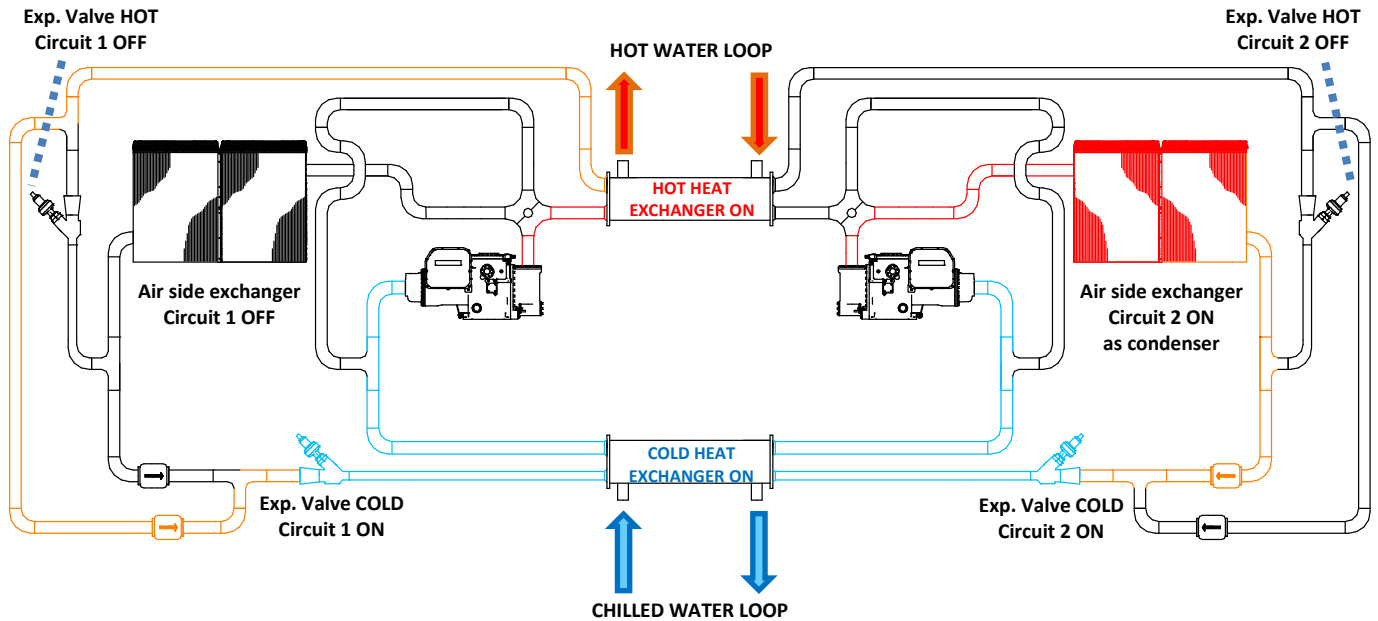 Exp. Valve HOT
Circuit 1 OFF
HOT WATER LOOP
Exp. Valve HOT
Circuit 2 OFF
HOT HEAT
EXCHANGER ON
Air side exchanger
Circuit 1 OFF
Air side exchanger
Circuit 2 ON
as condenser
COLD HEAT
EXCHANGER ON
Exp. Valve COLD
Circuit 1 ON
Exp. Valve COLD
Circuit 2 ON
CHILLED WATER LOOP